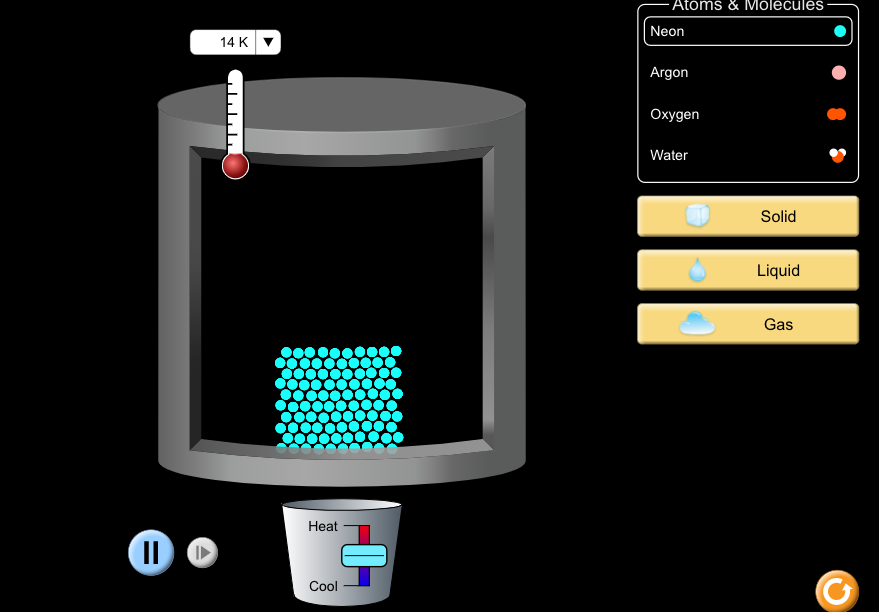 Atoms & Molecules
14 K
Neon
Argon
Oxygen
Water
Solid
Liquid
Gas
Heat
Cool